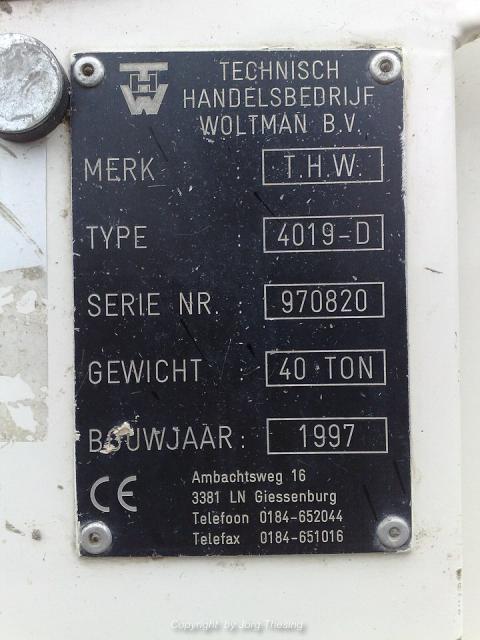 THW
TECHNISCH
HANDELSBEDRIJF
WOLTMAN B.V.
MERK : T.H.W.
TYPE : 4019-D
SERIE NR. : 970820
GEWICHT : 40 TON
BOUWJAAR : 1997
CE
Ambachtsweg 16
3381 LN Giessenburg
Telefoon 0184-652044
Telefax 0184-651016
Copyright by Jorg Thesing